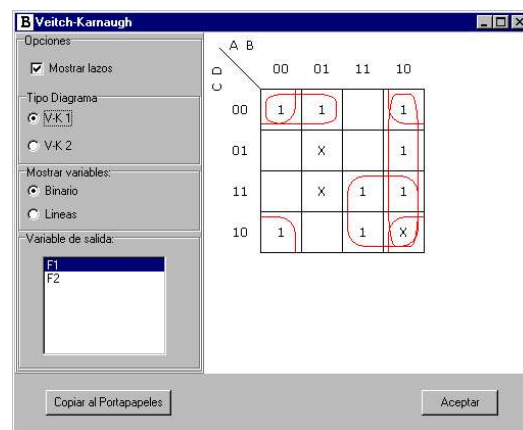 B Veitch-Karnaugh
Opciones
Mostrar lazos
Tipo Diagrama
V-K 1
V-K 2
Mostrar variables:
Binario
Lineas
Variable de salida:
F1
F2
Copiar al Portapapeles
A B
C D
00 01 11 10
00 1 1 1
01 X 1
11 X 1 1
10 1 1 X
Aceptar